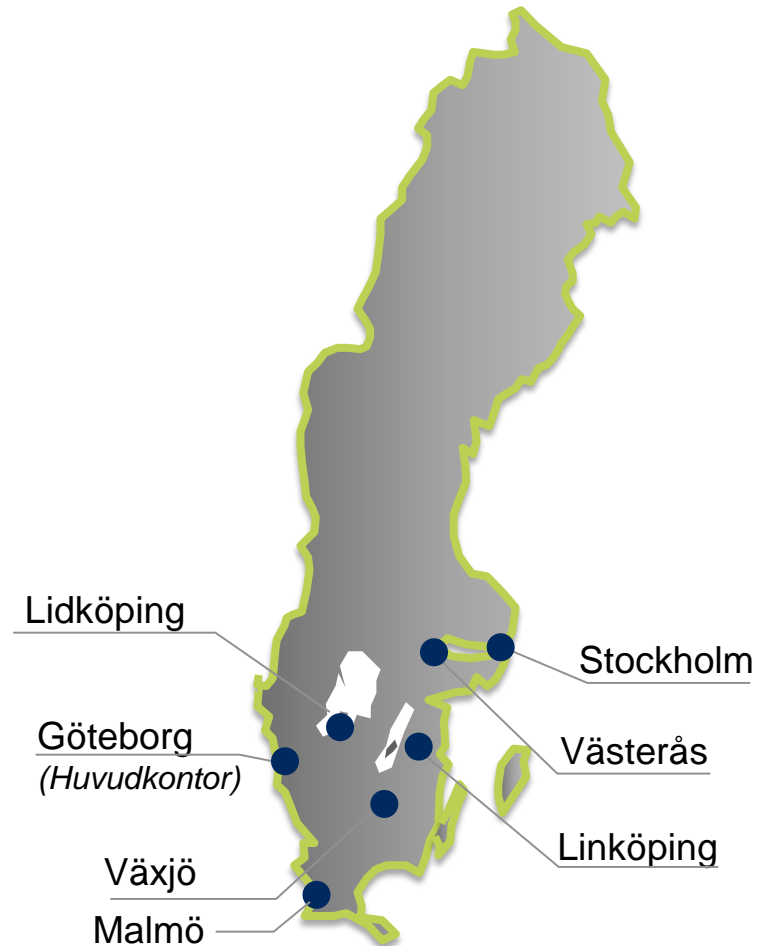 Lidköping
Stockholm
Göteborg
(Huvudkontor)
Västerås
Linköping
Växjö
Malmö